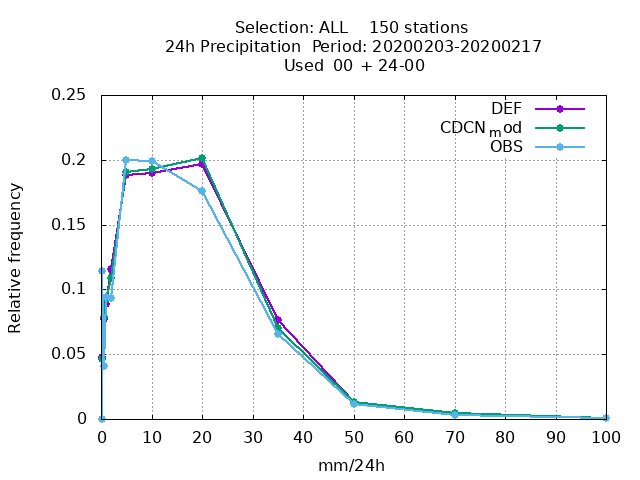 Selection: ALL    150 stations
24h Precipitation  Period: 20200203-20200217
Used  00 + 24-00
DEF
CDCN_mod
OBS
0.25
0.2
0.15
0.1
0.05
0
Relative frequency
0 10 20 30 40 50 60 70 80 90 100
mm/24h